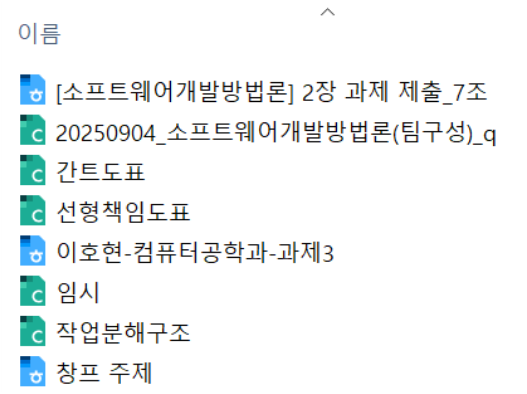 이름
[소프트웨어개발방법론] 2장 과제 제출_7조
20250904_소프트웨어개발방법론(팀구성)_q
간트도표
선형책임도표
이호현-컴퓨터공학과-과제3
임시
작업분해구조
창프 주제